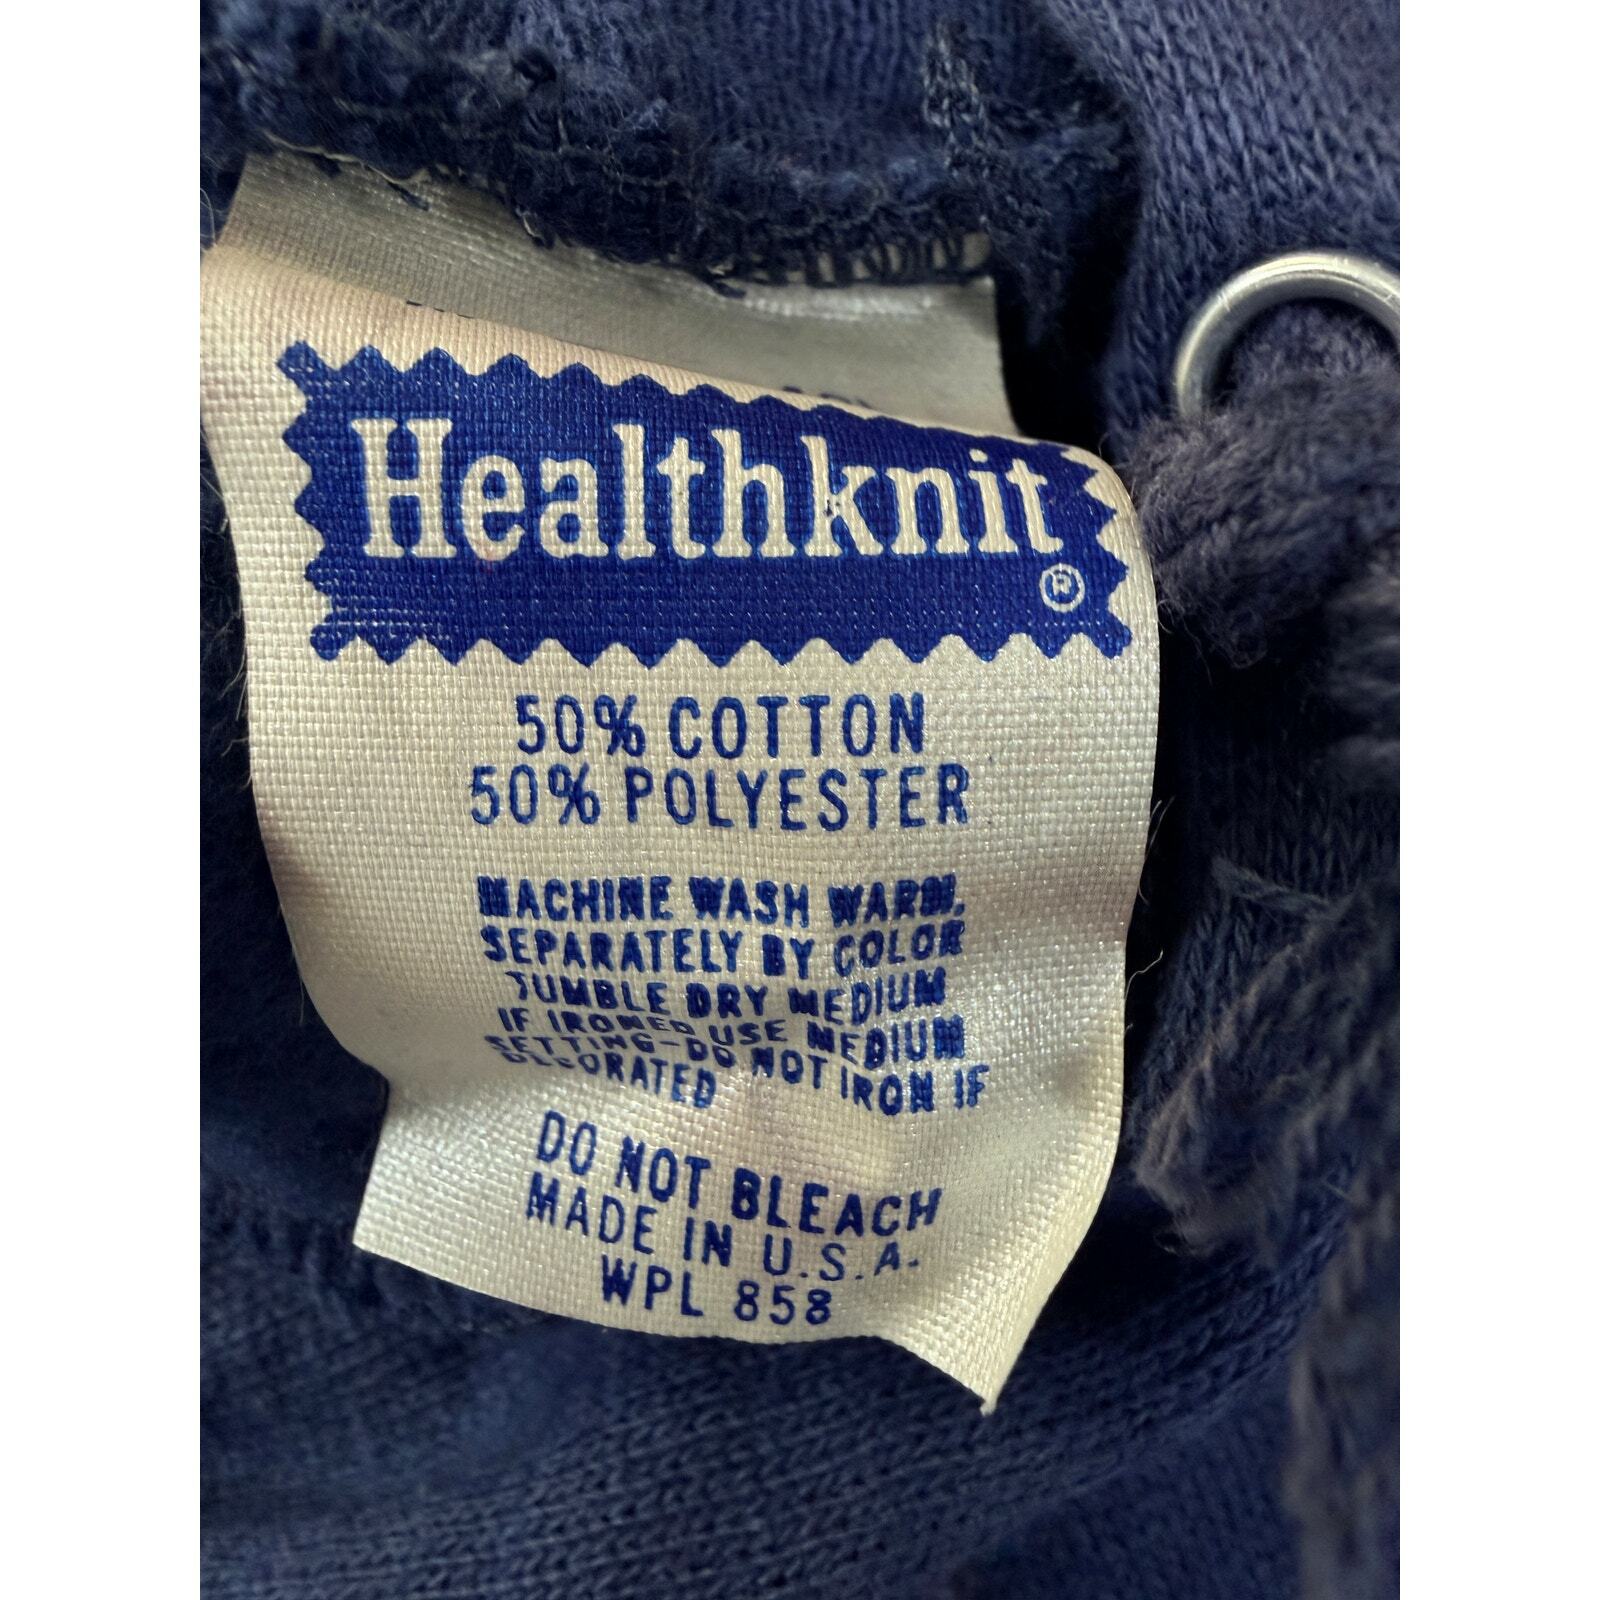 Healthknit
®
50% COTTON
50% POLYESTER
MACHINE WASH WARM.
SEPARATELY BY COLOR
TUMBLE DRY MEDIUM
IF IRONED USE MEDIUM
SETTING-DO NOT IRON IF
DECORATED
DO NOT BLEACH
MADE IN U.S.A.
WPL 858